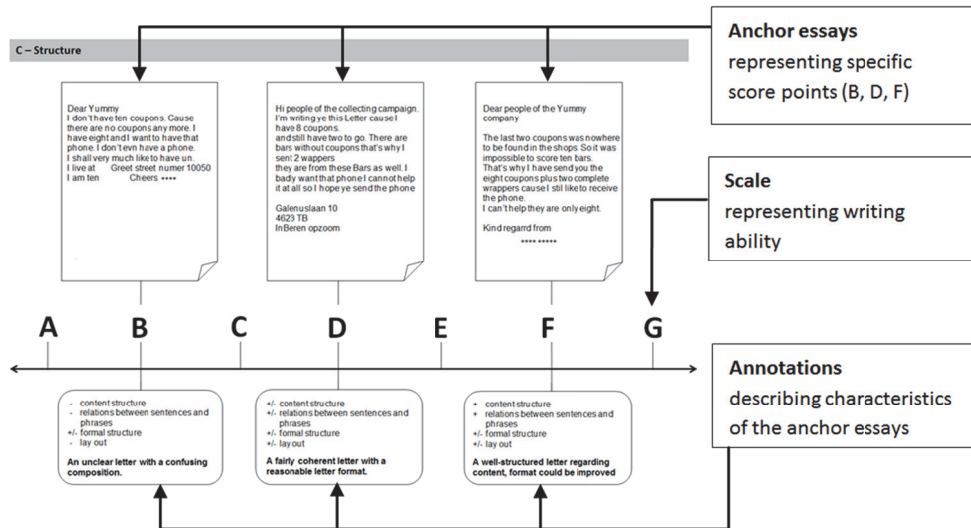 C – Structure
Dear Yummy
I don't have ten coupons. Cause
there are no coupons any more. I
have eight and I want to have that
phone. I don't evn have a phone.
I shall very much like to have un.
I live at Greet street numer 10050
I am ten Cheers ****
Hi people of the collecting campaign.
I'm writing ye this Letter cause I
have 8 coupons.
and still have two to go. There are
bars without coupons that's why I
sent 2 wappers
they are from these Bars as well. I
bady want that phone I cannot help
it at all so I hope ye send the phone
Galenuslaan 10
4623 TB
InBeren opzoom
Dear people of the Yummy
company
The last two coupons was nowhere
to be found in the shops. So it was
impossible to score ten bars.
That's why I have send you the
eight coupons plus two complete
wrappers cause I stil like to receive
the phone.
I can't help they are only eight.
Kind regarrd from
**** *****
Anchor essays
representing specific
score points (B, D, F)
Scale
representing writing
ability
A B C D E F G
- content structure
- relations between sentences and
phrases
+/- formal structure
- lay out
An unclear letter with a confusing
composition.
+/- content structure
+/- relations between sentences and
phrases
+/- formal structure
+/- lay out
A fairly coherent letter with a
reasonable letter format.
+ content structure
+ relations between sentences and
phrases
+/- formal structure
+/- lay out
A well-structured letter regarding
content, format could be improved
Annotations
describing characteristics
of the anchor essays